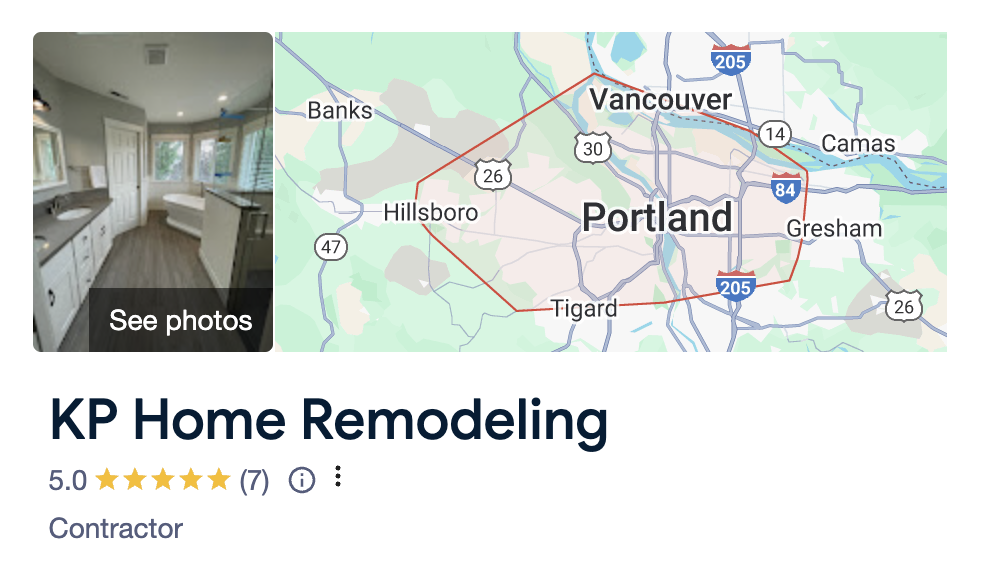 205
Vancouver
Banks
14
Camas
30
26
84
Hillsboro
Portland
Gresham
47
205
26
Tigard
See photos
KP Home Remodeling
5.0 ★★★★★ (7)
Contractor